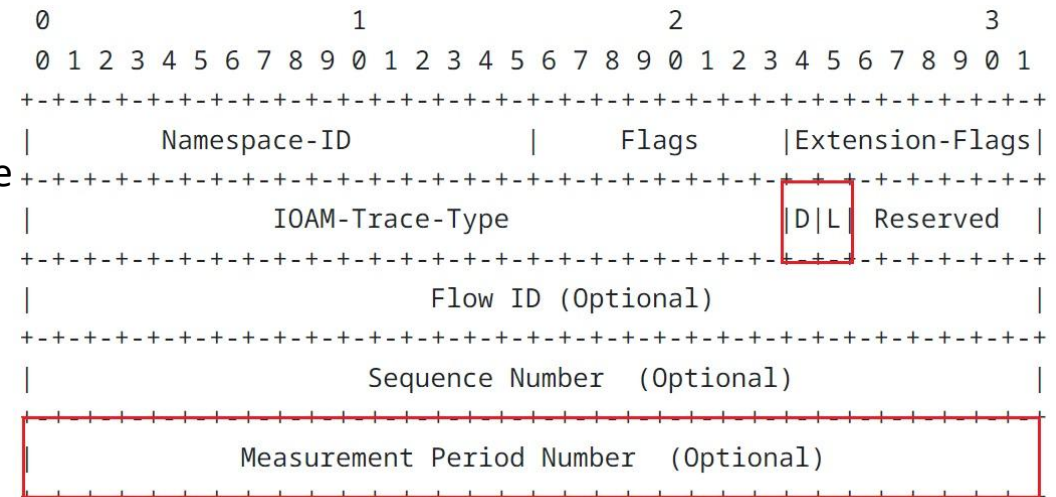 0                   1                   2                   3
0 1 2 3 4 5 6 7 8 9 0 1 2 3 4 5 6 7 8 9 0 1 2 3 4 5 6 7 8 9 0 1
+-+-+-+-+-+-+-+-+-+-+-+-+-+-+-+-+-+-+-+-+-+-+-+-+-+-+-+-+-+-+-+-+
|        Namespace-ID           |     Flags     |Extension-Flags|
e +-+-+-+-+-+-+-+-+-+-+-+-+-+-+-+-+-+-+-+-+-+-+-+-+-+-+-+-+-+-+-+-+
|               IOAM-Trace-Type                 |D|L| Reserved  |
+-+-+-+-+-+-+-+-+-+-+-+-+-+-+-+-+-+-+-+-+-+-+-+-+-+-+-+-+-+-+-+-+
|                         Flow ID (Optional)                    |
+-+-+-+-+-+-+-+-+-+-+-+-+-+-+-+-+-+-+-+-+-+-+-+-+-+-+-+-+-+-+-+-+
|                     Sequence Number  (Optional)               |
+-+-+-+-+-+-+-+-+-+-+-+-+-+-+-+-+-+-+-+-+-+-+-+-+-+-+-+-+-+-+-+-+
|             Measurement Period Number  (Optional)             |